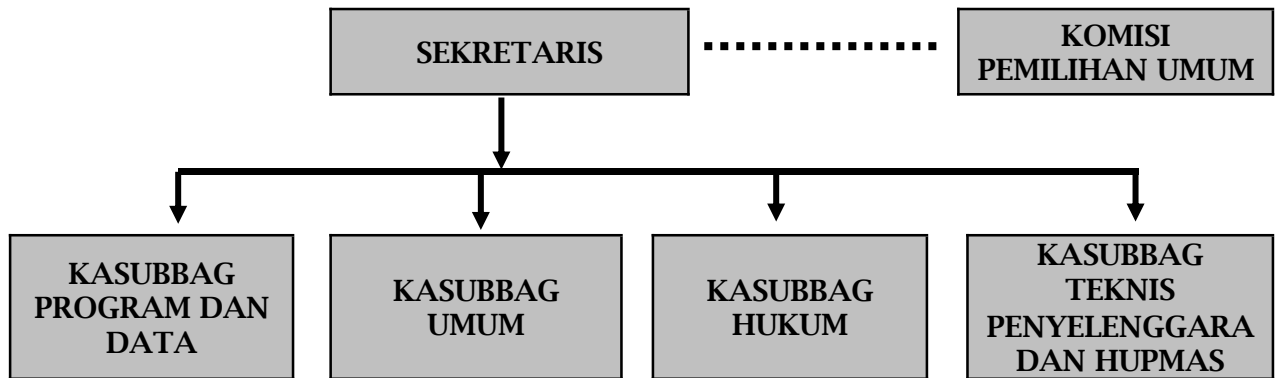 SEKRETARIS
KOMISI
PEMILIHAN UMUM
KASUBBAG
PROGRAM DAN
DATA
KASUBBAG
UMUM
KASUBBAG
HUKUM
KASUBBAG
TEKNIS
PENYELENGGARA
DAN HUPMAS